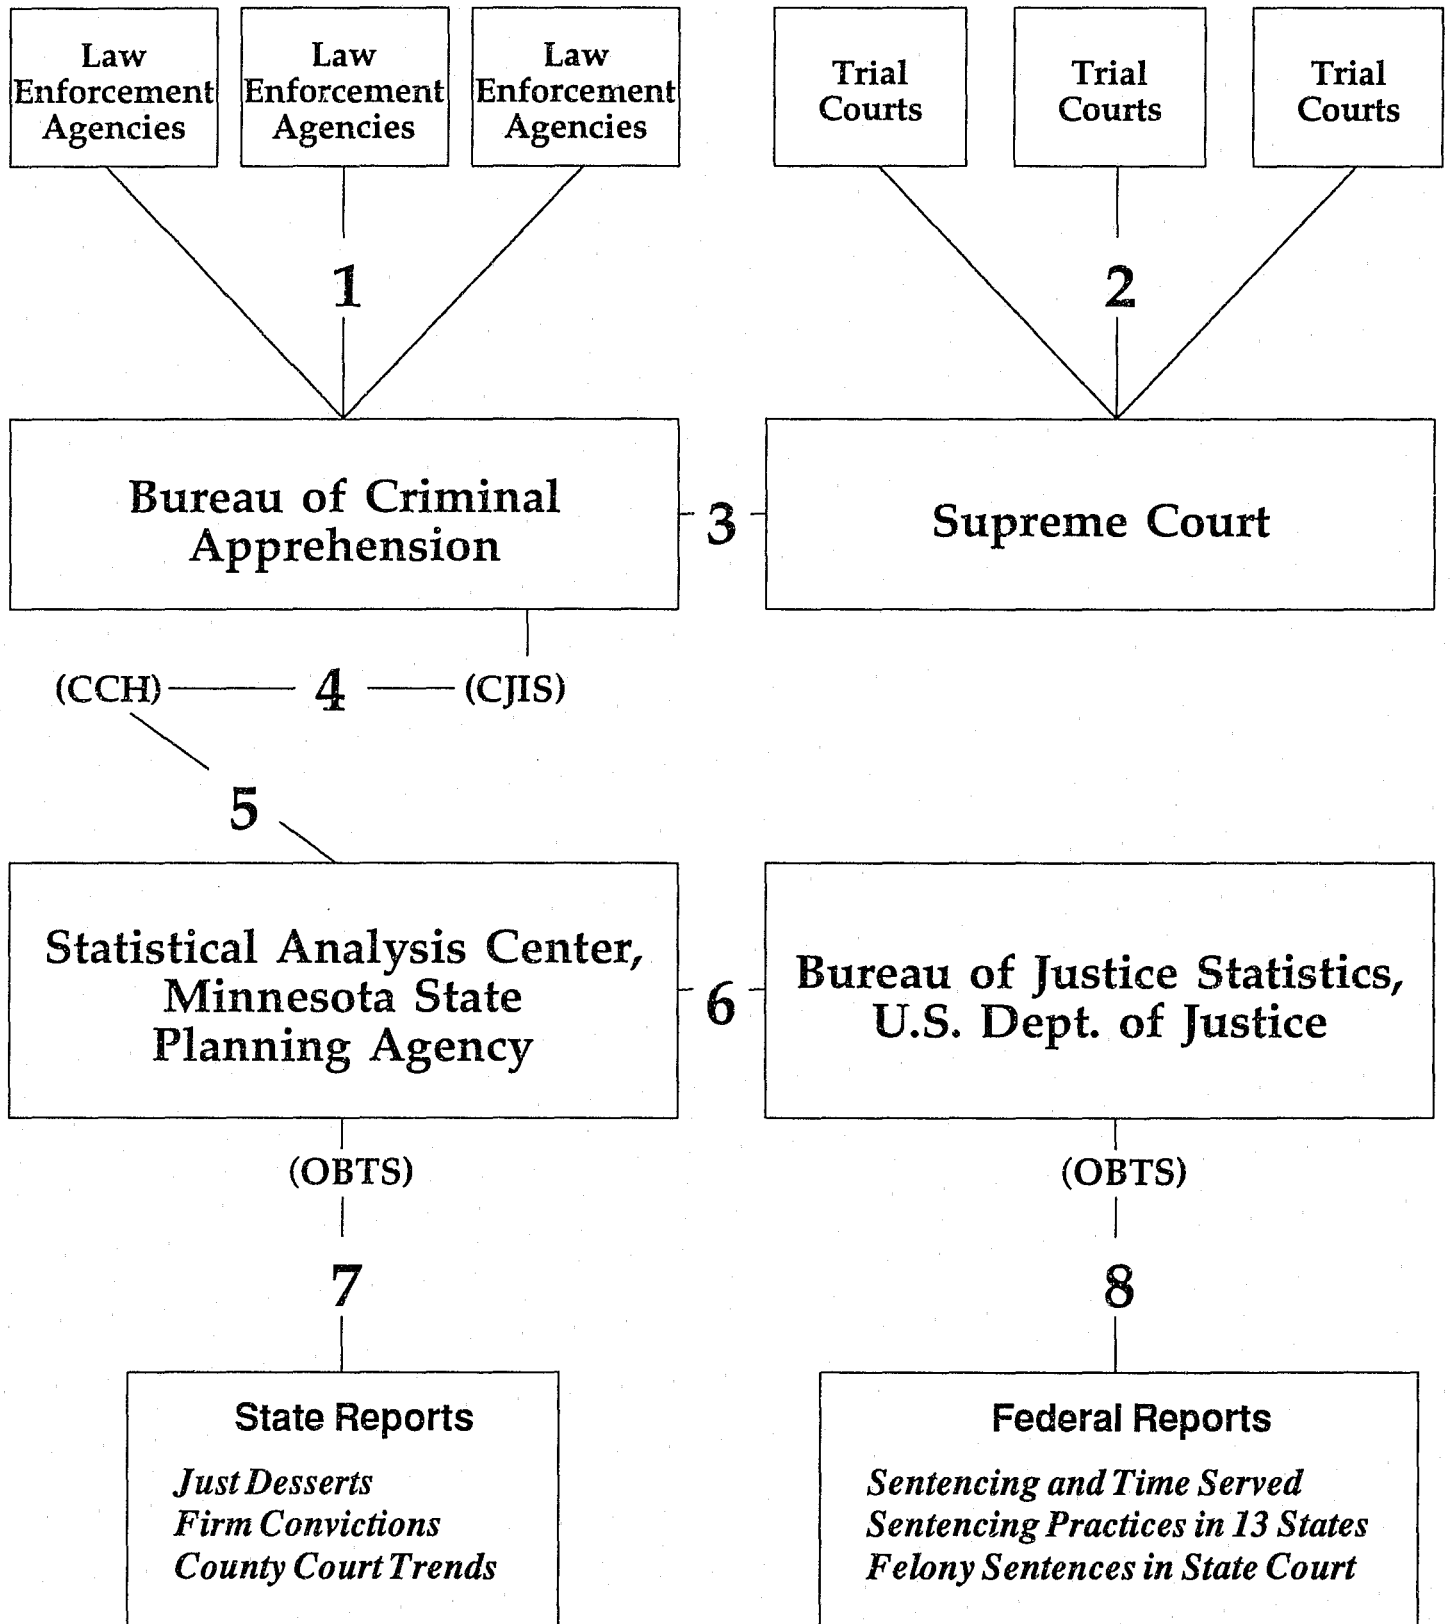 Law
Enforcement
Agencies
Law
Enforcement
Agencies
Law
Enforcement
Agencies
Trial
Courts
Trial
Courts
Trial
Courts
1
2
Bureau of Criminal
Apprehension
3
Supreme Court
(CCH)
4
(CJIS)
5
Statistical Analysis Center,
Minnesota State
Planning Agency
6
Bureau of Justice Statistics,
U.S. Dept. of Justice
(OBTS)
(OBTS)
7
8
State Reports
Just Desserts
Firm Convictions
County Court Trends
Federal Reports
Sentencing and Time Served
Sentencing Practices in 13 States
Felony Sentences in State Court